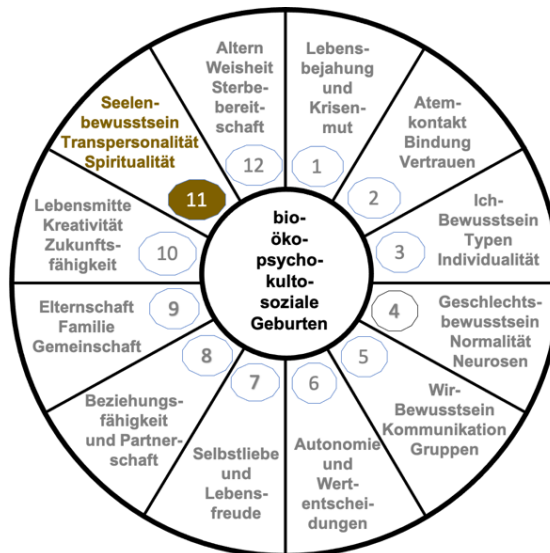 bio-
öko-
psycho-
kulto-
soziale
Geburten
1
Lebens-
bejahung
und
Krisen-
mut
2
Atem-
kontakt
Bindung
Vertrauen
3
Ich-
Bewusstsein
Typen
Individualität
4
Geschlechts-
bewusstsein
Normalität
Neurosen
5
Wir-
Bewusstsein
Kommunikation
Gruppen
6
Autonomie
und
Wert-
entschei-
dungen
7
Selbstliebe
und
Lebens-
freude
8
Beziehungs-
fähigkeit
und Partner-
schaft
9
Elternschaft
Familie
Gemeinschaft
10
Lebensmitte
Kreativität
Zukunfts-
fähigkeit
11
Seelen-
bewusstsein
Transpersonalität
Spiritualität
12
Altern
Weisheit
Sterbe-
bereit-
schaft